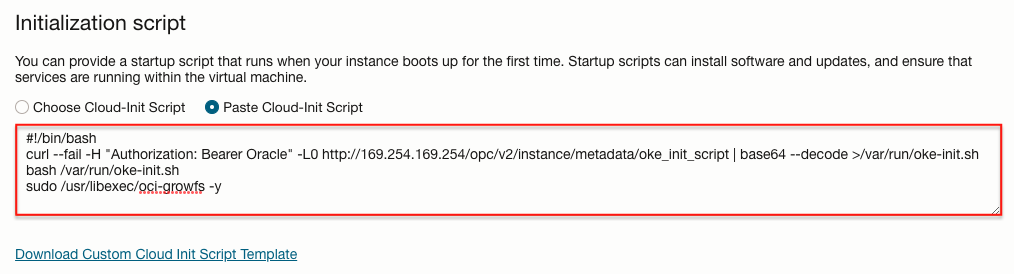 Initialization script
You can provide a startup script that runs when your instance boots up for the first time. Startup scripts can install software and updates, and ensure that
services are running within the virtual machine.
Choose Cloud-Init Script Paste Cloud-Init Script
#!/bin/bash
curl --fail -H "Authorization: Bearer Oracle" -L0 http://169.254.169.254/opc/v2/instance/metadata/oke_init_script | base64 --decode >/var/run/oke-init.sh
bash /var/run/oke-init.sh
sudo /usr/libexec/oci-growfs -y
Download Custom Cloud Init Script Template